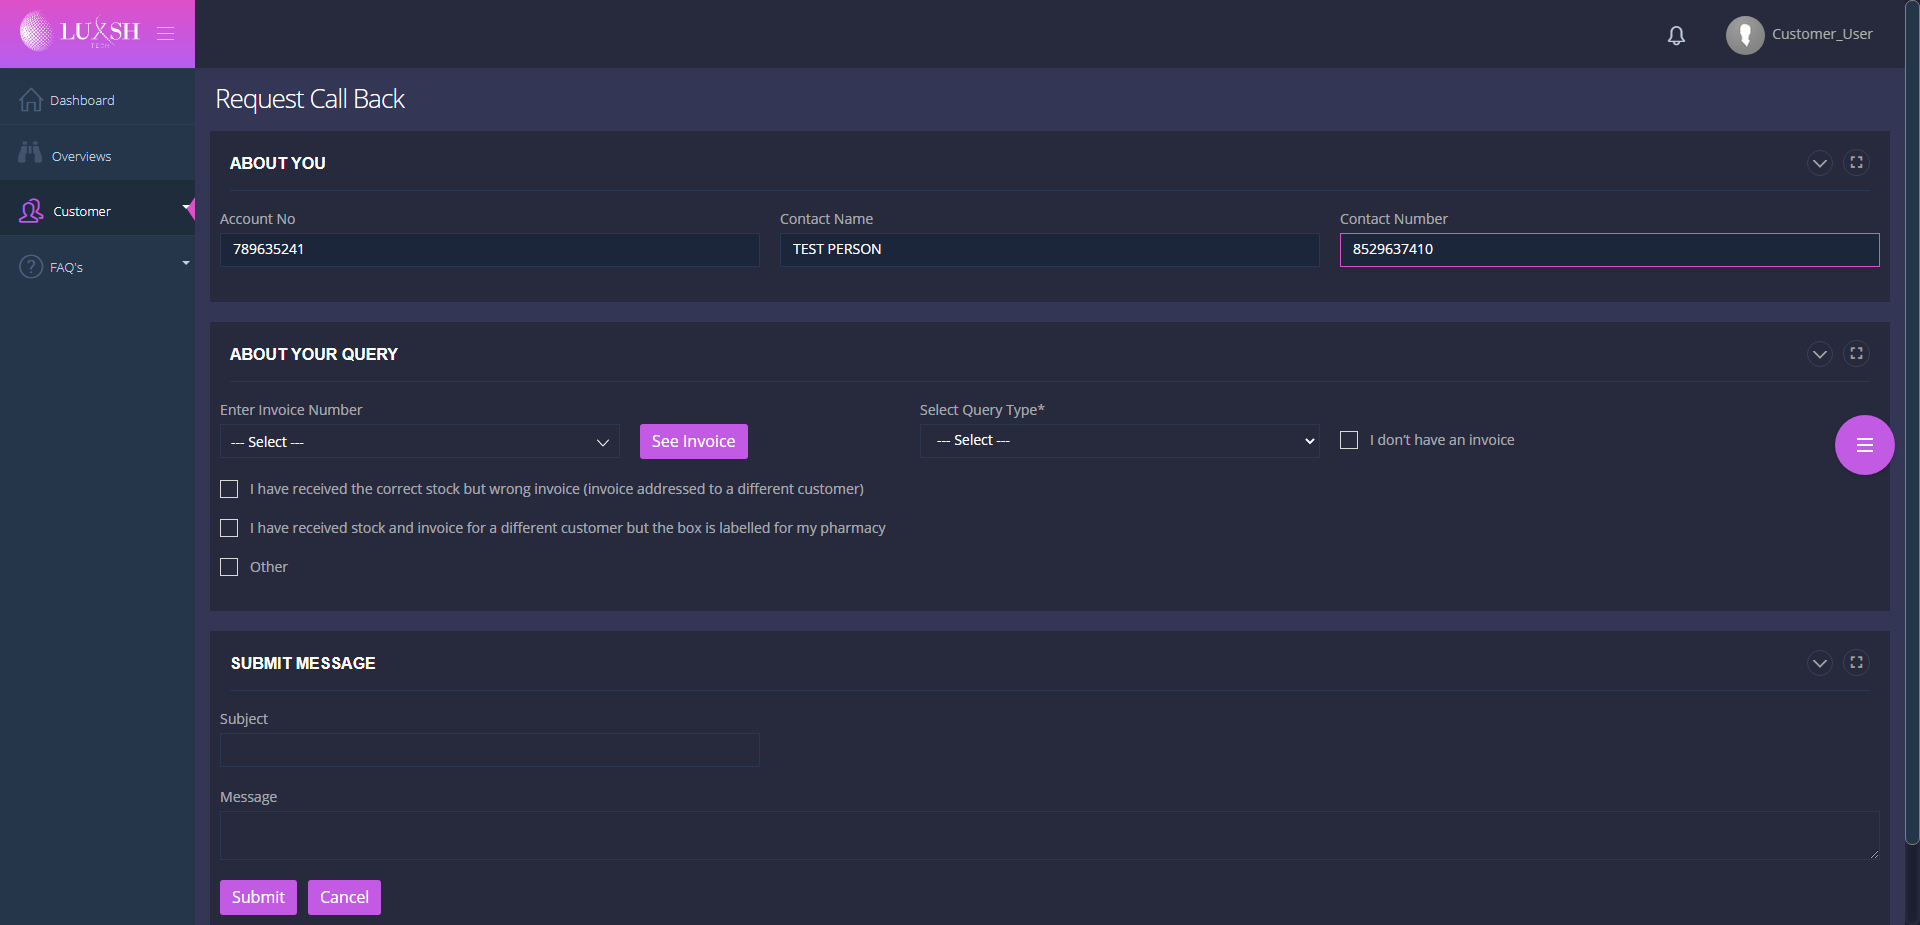 LUXSH
TECH
Customer_User
Dashboard
Overviews
Customer
FAQ's
Request Call Back
ABOUT YOU
Account No
Contact Name
Contact Number
789635241
TEST PERSON
8529637410
ABOUT YOUR QUERY
Enter Invoice Number
Select Query Type*
--- Select ---
See Invoice
--- Select ---
I don't have an invoice
I have received the correct stock but wrong invoice (invoice addressed to a different customer)
I have received stock and invoice for a different customer but the box is labelled for my pharmacy
Other
SUBMIT MESSAGE
Subject
Message
Submit
Cancel